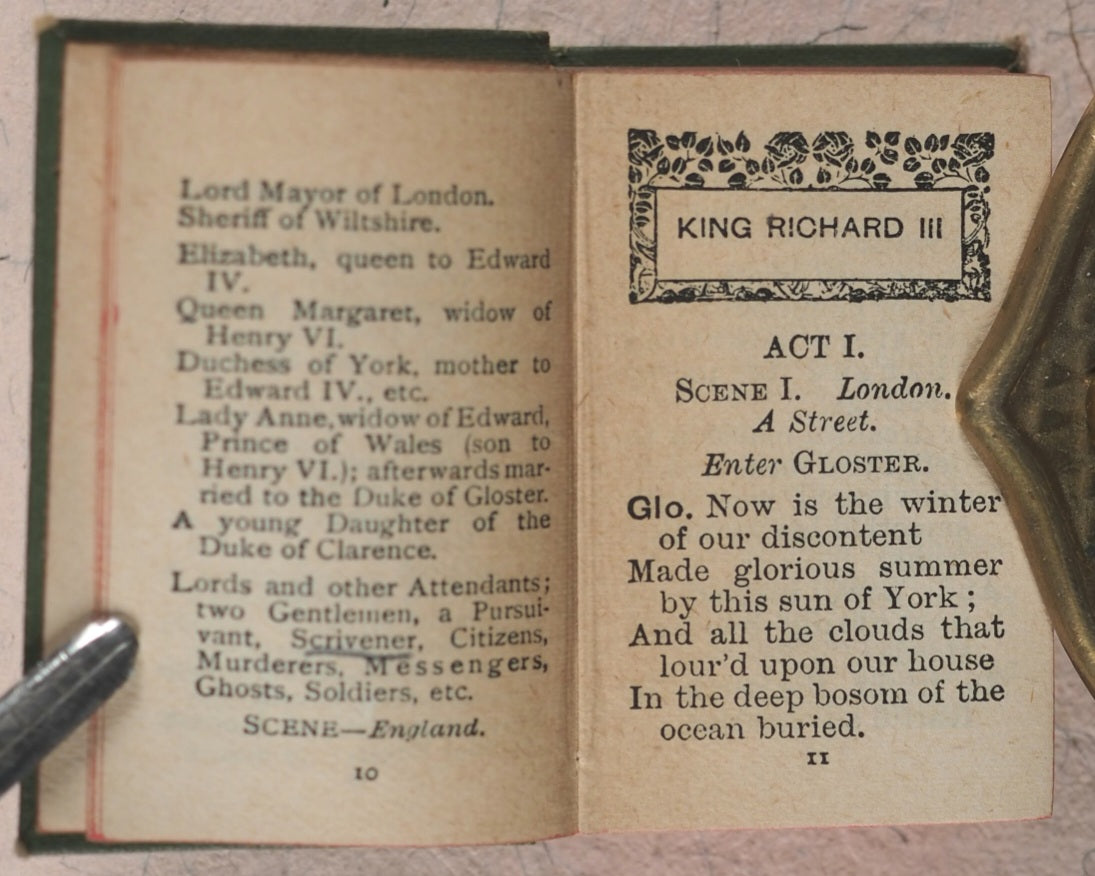 Lord Mayor of London.
Sheriff of Wiltshire.
Elizabeth, queen to Edward
IV.
Queen Margaret, widow of
Henry VI.
Duchess of York, mother to
Edward IV., etc.
Lady Anne, widow of Edward,
Prince of Wales (son to
Henry VI.); afterwards mar-
ried to the Duke of Gloster.
A young Daughter of the
Duke of Clarence.
Lords and other Attendants;
two Gentlemen, a Pursui-
vant, Scrivener, Citizens,
Murderers, Messengers,
Ghosts, Soldiers, etc.
SCENE—England.
10
KING RICHARD III
ACT I.
SCENE I. London.
A Street.
Enter GLOSTER.
Glo. Now is the winter
of our discontent
Made glorious summer
by this sun of York;
And all the clouds that
lour'd upon our house
In the deep bosom of the
ocean buried.
11